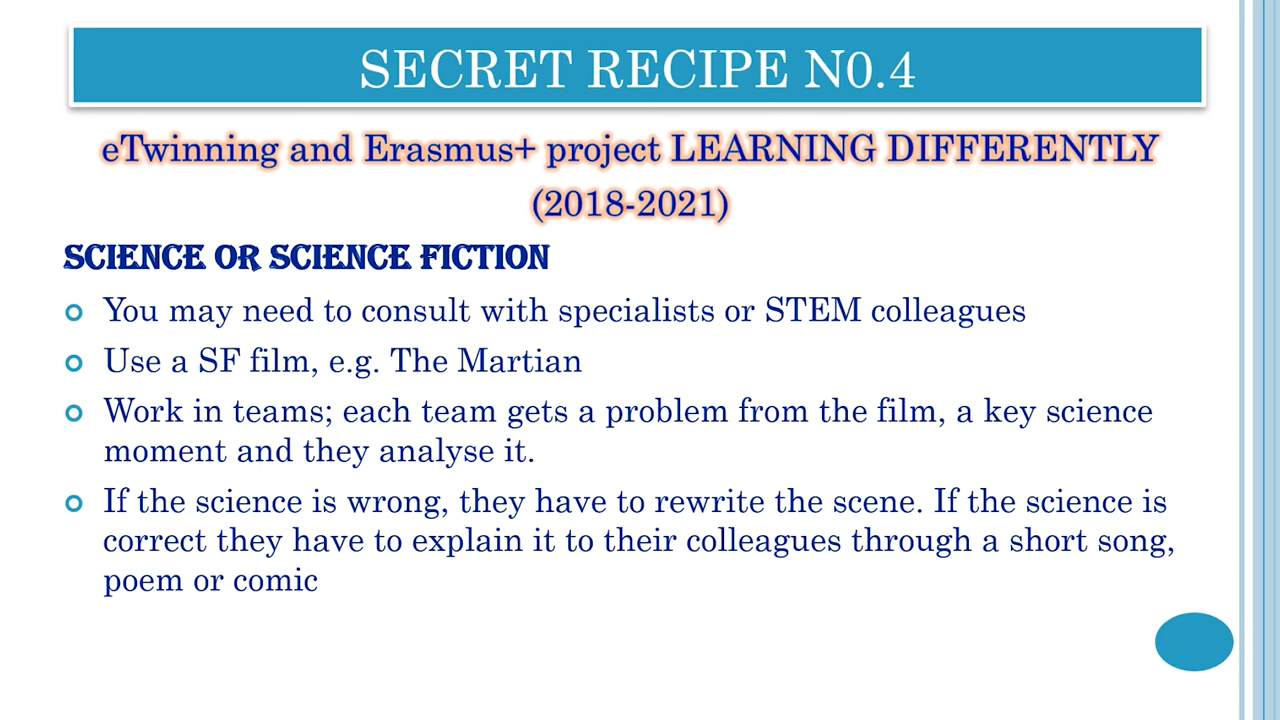 SECRET RECIPE N0.4
eTwinning and Erasmus+ project LEARNING DIFFERENTLY
(2018-2021)
SCIENCE OR SCIENCE FICTION
You may need to consult with specialists or STEM colleagues
Use a SF film, e.g. The Martian
Work in teams; each team gets a problem from the film, a key science
moment and they analyse it.
If the science is wrong, they have to rewrite the scene. If the science is
correct they have to explain it to their colleagues through a short song,
poem or comic